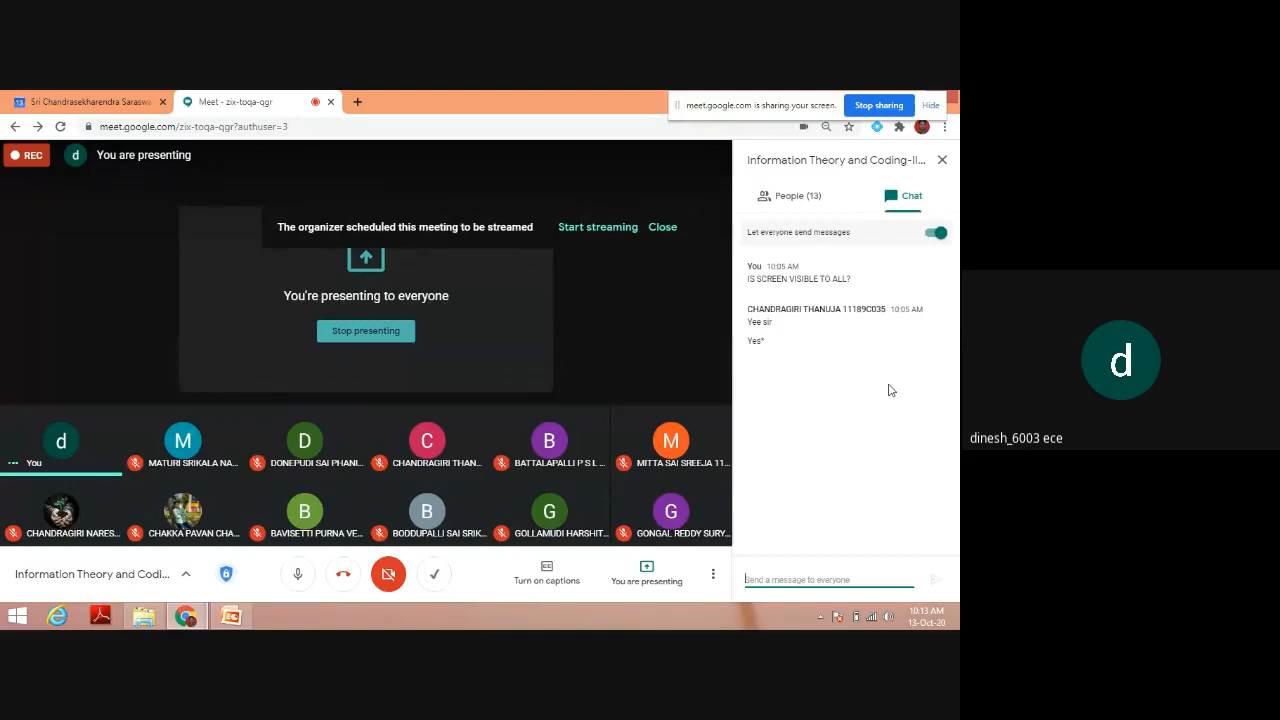 Sri Chandrasekharendra Saraswa
Meet - zix-toqa-qgr
meet.google.com is sharing your screen.
Stop sharing
Hide
meet.google.com/zix-toqa-qgr?authuser=3
REC
d
You are presenting
The organizer scheduled this meeting to be streamed
Start streaming
Close
You're presenting to everyone
Stop presenting
Information Theory and Coding-II...
People (13)
Chat
Let everyone send messages
You 10:05 AM
IS SCREEN VISIBLE TO ALL?
CHANDRAGIRI THANUJA 11189C035 10:05 AM
Yee sir
Yes*
d
M
D
C
B
M
You
MATURI SRIKALA NA...
DONEPUDI SAI PHANI...
CHANDRAGIRI THAN...
BATTALAPALLI P S L ...
MITTA SAI SREEJA 11...
B
B
G
G
CHANDRAGIRI NARES...
CHAKKA PAVAN CHA...
BAVISETTI PURNA VE...
BODDUPALLI SAI SRIK...
GOLLAMUDI HARSHIT...
GONGAL REDDY SURY...
Information Theory and Codi...
Turn on captions
You are presenting
Send a message to everyone
10:13 AM
13-Oct-20
d
dinesh_6003 ece